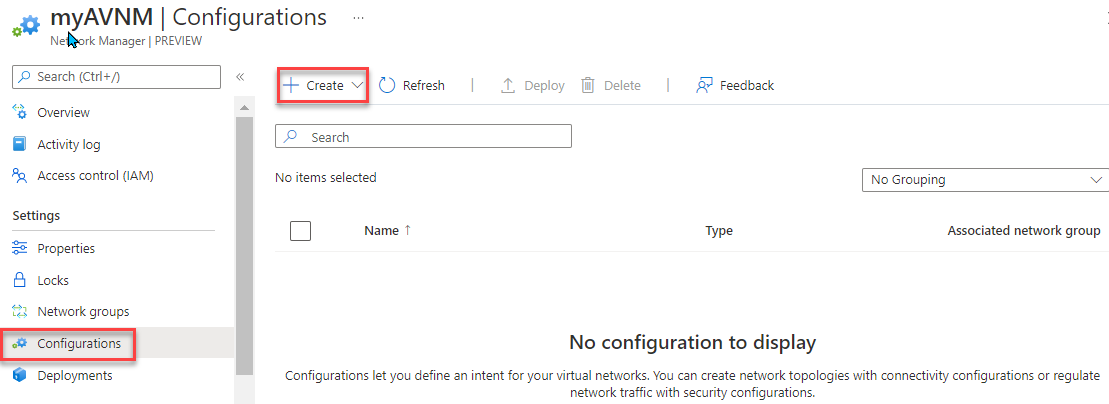 myAVNM | Configurations ...
Network Manager | PREVIEW
Search (Ctrl+/) «
Overview
Activity log
Access control (IAM)
Settings
Properties
Locks
Network groups
Configurations
Deployments
+ Create Refresh | Deploy Delete | Feedback
Search
No items selected
No Grouping
Name ↑ Type Associated network group
No configuration to display
Configurations let you define an intent for your virtual networks. You can create network topologies with connectivity configurations or regulate
network traffic with security configurations.